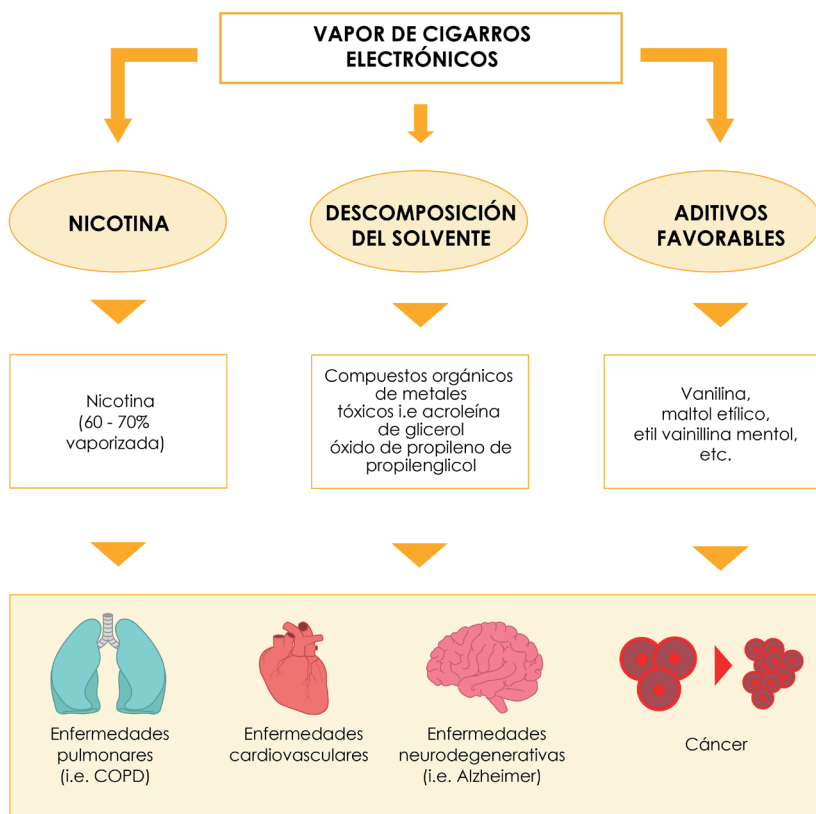 VAPOR DE CIGARROS
ELECTRÓNICOS
NICOTINA
DESCOMPOSICIÓN
DEL SOLVENTE
ADITIVOS
FAVORABLES
Nicotina
(60 - 70%
vaporizada)
Compuestos orgánicos
de metales
tóxicos i.e acroleína
de glicerol
óxido de propileno de
propilenglicol
Vanilina,
maltol etílico,
etil vainillina mentol,
etc.
Enfermedades
pulmonares
(i.e. COPD)
Enfermedades
cardiovasculares
Enfermedades
neurodegenerativas
(i.e. Alzheimer)
Cáncer